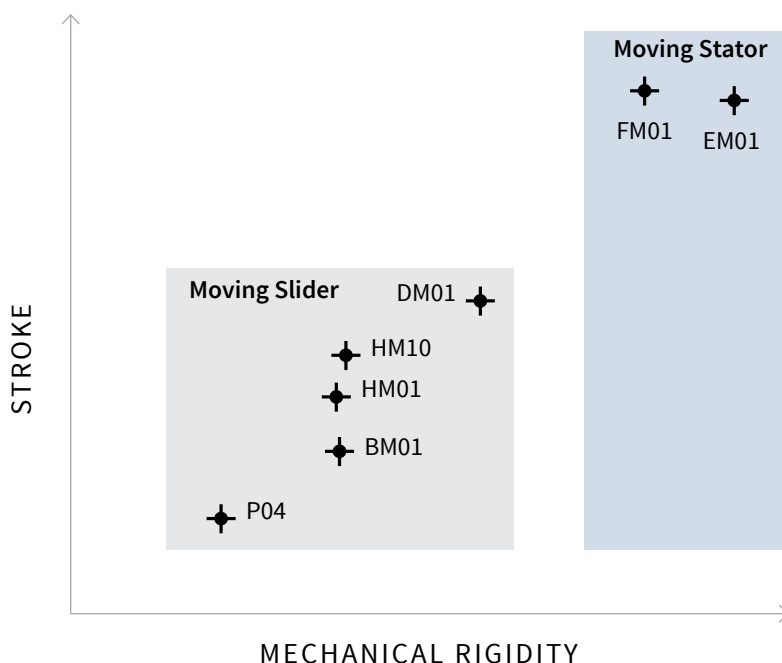 Moving Stator
FM01
EM01
Moving Slider
DM01
HM10
HM01
BM01
P04
STROKE
MECHANICAL RIGIDITY